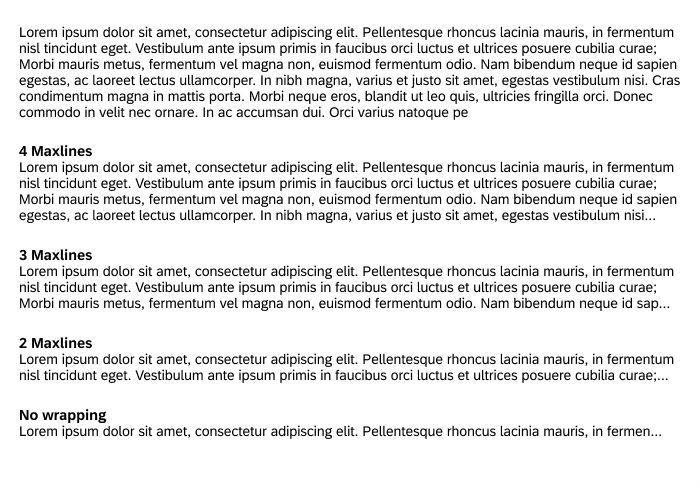 Lorem ipsum dolor sit amet, consectetur adipiscing elit. Pellentesque rhoncus lacinia mauris, in fermentum
nisl tincidunt eget. Vestibulum ante ipsum primis in faucibus orci luctus et ultrices posuere cubilia curae;
Morbi mauris metus, fermentum vel magna non, euismod fermentum odio. Nam bibendum neque id sapien
egestas, ac laoreet lectus ullamcorper. In nibh magna, varius et justo sit amet, egestas vestibulum nisi. Cras
condimentum magna in mattis porta. Morbi neque eros, blandit ut leo quis, ultricies fringilla orci. Donec
commodo in velit nec ornare. In ac accumsan dui. Orci varius natoque pe
4 Maxlines
Lorem ipsum dolor sit amet, consectetur adipiscing elit. Pellentesque rhoncus lacinia mauris, in fermentum
nisl tincidunt eget. Vestibulum ante ipsum primis in faucibus orci luctus et ultrices posuere cubilia curae;
Morbi mauris metus, fermentum vel magna non, euismod fermentum odio. Nam bibendum neque id sapien
egestas, ac laoreet lectus ullamcorper. In nibh magna, varius et justo sit amet, egestas vestibulum nisi...
3 Maxlines
Lorem ipsum dolor sit amet, consectetur adipiscing elit. Pellentesque rhoncus lacinia mauris, in fermentum
nisl tincidunt eget. Vestibulum ante ipsum primis in faucibus orci luctus et ultrices posuere cubilia curae;
Morbi mauris metus, fermentum vel magna non, euismod fermentum odio. Nam bibendum neque id sap...
2 Maxlines
Lorem ipsum dolor sit amet, consectetur adipiscing elit. Pellentesque rhoncus lacinia mauris, in fermentum
nisl tincidunt eget. Vestibulum ante ipsum primis in faucibus orci luctus et ultrices posuere cubilia curae;...
No wrapping
Lorem ipsum dolor sit amet, consectetur adipiscing elit. Pellentesque rhoncus lacinia mauris, in fermen...